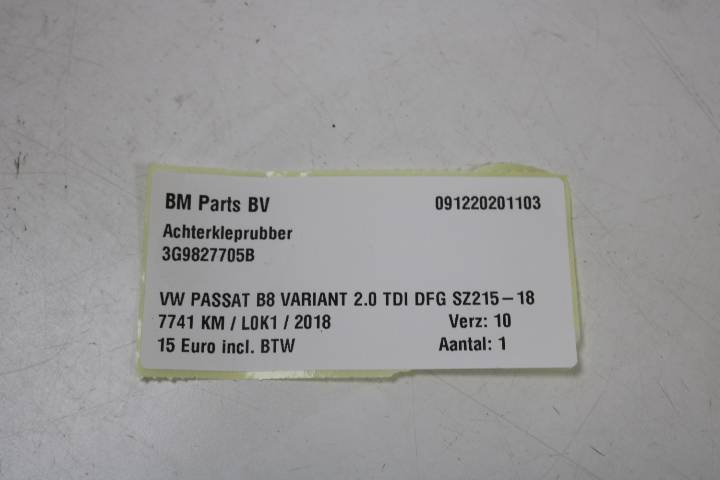 BM Parts BV 091220201103
Achterkleprubber
3G9827705B
VW PASSAT B8 VARIANT 2.0 TDI DFG SZ215-18
7741 KM / L0K1 / 2018 Verz: 10
15 Euro incl. BTW Aantal: 1